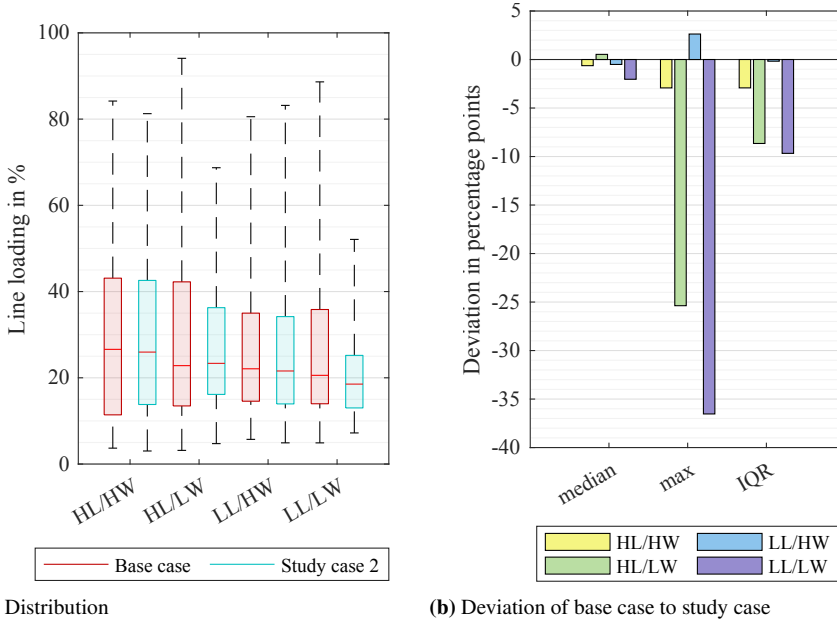 100
80
60
40
20
0
Line loading in %
HL/HW
HL/LW
LL/HW
LL/LW
Base case
Study case 2
Distribution
5
0
-5
-10
-15
-20
-25
-30
-35
-40
Deviation in percentage points
median
max
IQR
HL/HW
LL/HW
HL/LW
LL/LW
(b) Deviation of base case to study case